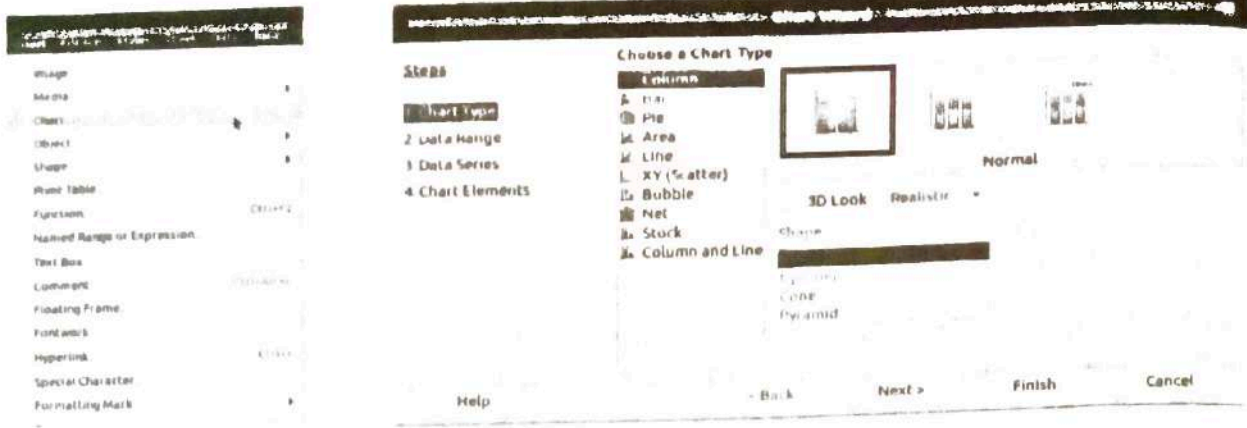 Image
Media
Chart
Object
Shape
Pivot Table
Function
Named Range or Expression
Text Box
Comment
Floating Frame
Fontwork
Hyperlink
Special Character
Formatting Mark
Chart Wizard
Steps
1 Chart Type
2 Data Range
3 Data Series
4 Chart Elements
Choose a Chart Type
Column
Bar
Pie
Area
Line
XY (Scatter)
Bubble
Net
Stock
Column and Line
Normal
3D Look Realistic
Shape
Cone
Pyramid
Help
< Back
Next >
Finish
Cancel